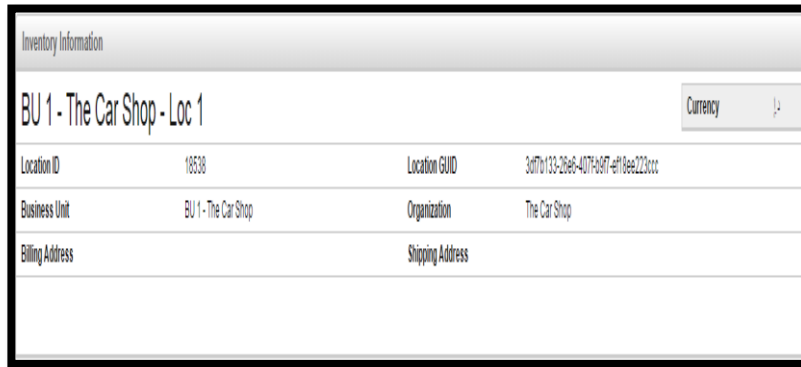 Inventory Information
BU 1 - The Car Shop - Loc 1
Currency
Location ID 18538 Location GUID 3df7b133-26e6-407f-b9f7-ef18ee223ccc
Business Unit BU 1 - The Car Shop Organization The Car Shop
Billing Address Shipping Address